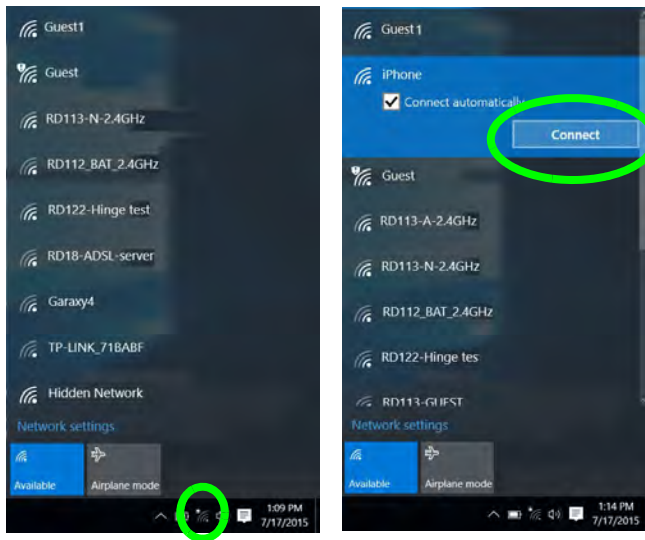 Guest1
Guest
RD113-N-2.4GHz
RD112_BAT_2.4GHz
RD122-Hinge test
RD18-ADSL-server
Garaxy4
TP-LINK_71BABF
Hidden Network
Network settings
Available
Airplane mode
1:09 PM
7/17/2015
Guest1
iPhone
Connect automatically
Connect
Guest
RD113-A-2.4GHz
RD113-N-2.4GHz
RD112_BAT_2.4GHz
RD122-Hinge tes
RD113-GUEST
Network settings
Available
Airplane mode
1:14 PM
7/17/2015